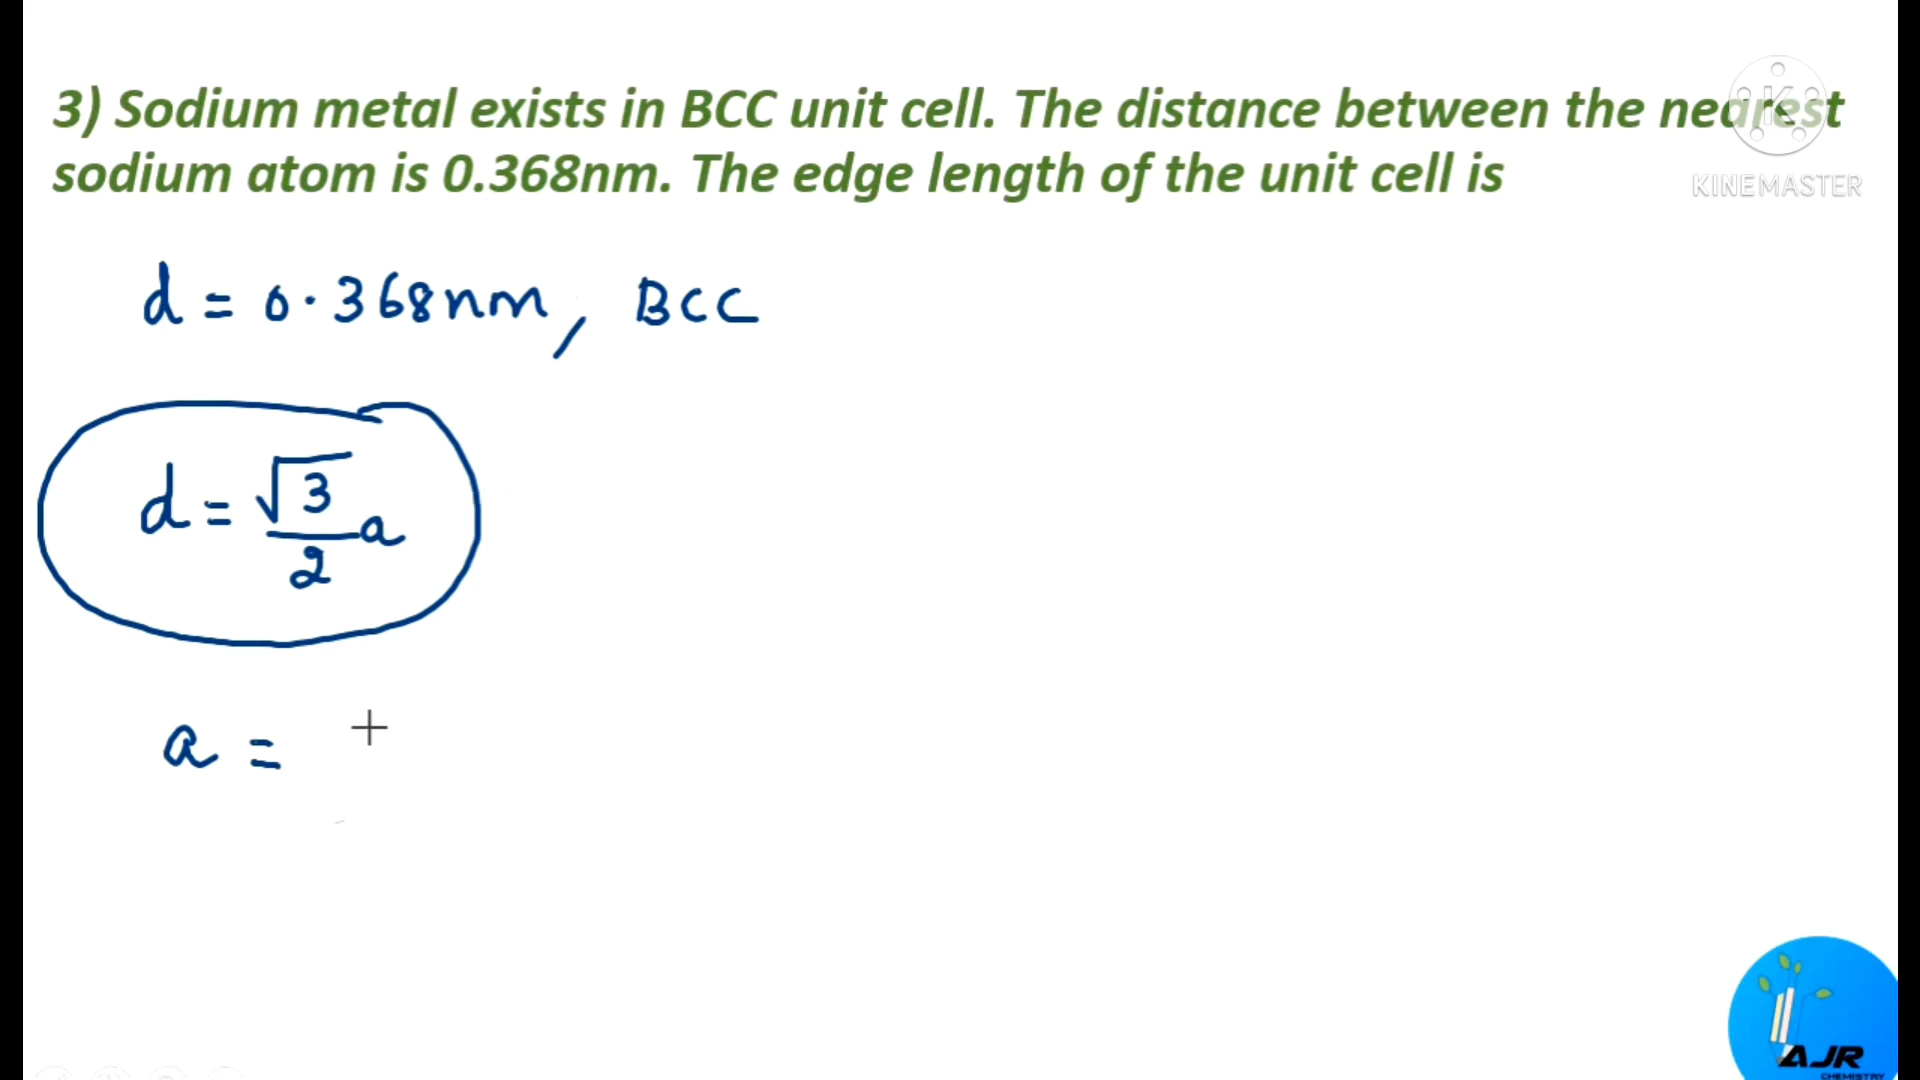 3) Sodium metal exists in BCC unit cell. The distance between the nearest
sodium atom is 0.368nm. The edge length of the unit cell is
KINEMASTER
d = 0.368nm, BCC
d = √3/2 a
a =
AJR
CHEMISTRY